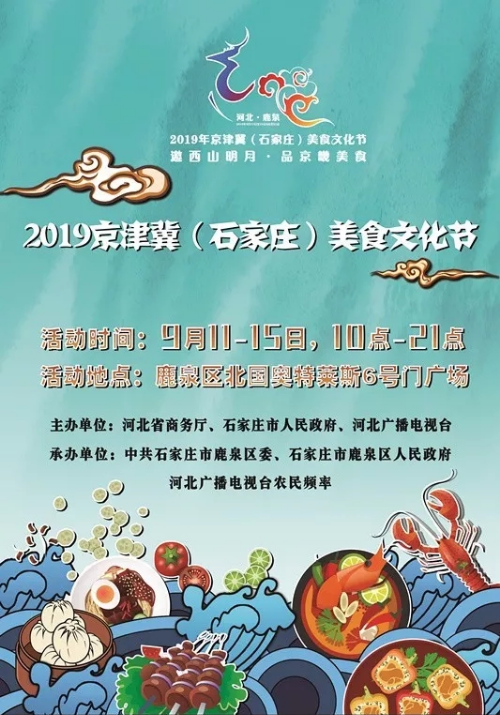 河北·鹿泉
2019年京津冀（石家庄）美食文化节
邀西山明月·品京畿美食
2019京津冀（石家庄）美食文化节
活动时间：9月11-15日，10点-21点
活动地点：鹿泉区北国奥特莱斯6号门广场
主办单位：河北省商务厅、石家庄市人民政府、河北广播电视台
承办单位：中共石家庄市鹿泉区委、石家庄市鹿泉区人民政府
河北广播电视台农民频率